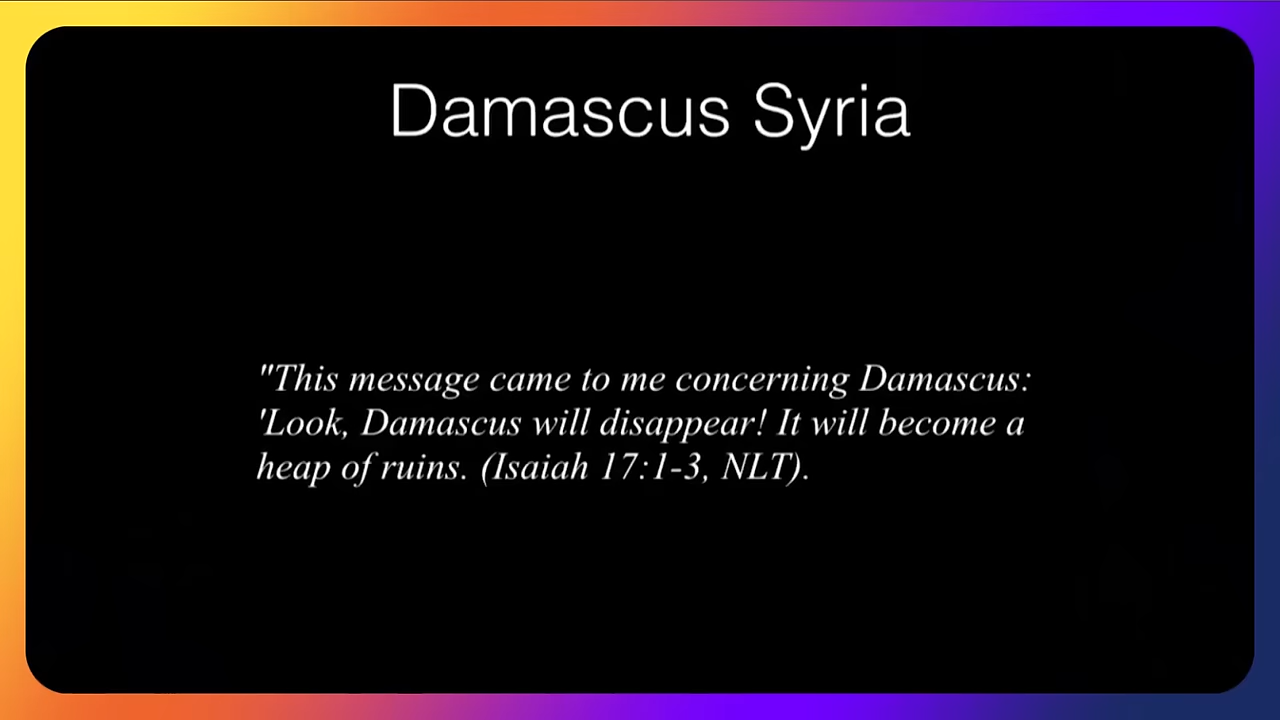 Damascus Syria
"This message came to me concerning Damascus:
'Look, Damascus will disappear! It will become a
heap of ruins. (Isaiah 17:1-3, NLT).